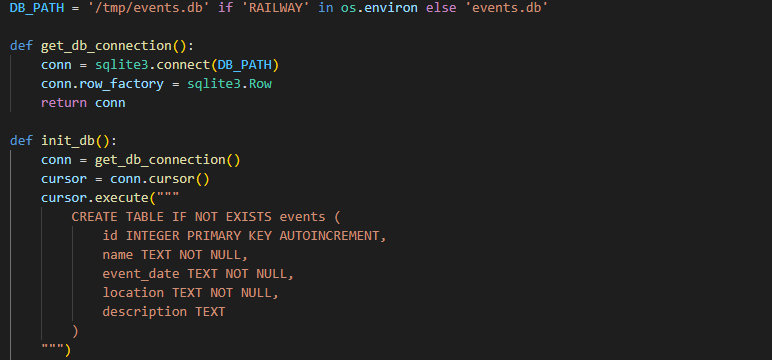 DB_PATH = '/tmp/events.db' if 'RAILWAY' in os.environ else 'events.db'

def get_db_connection():
    conn = sqlite3.connect(DB_PATH)
    conn.row_factory = sqlite3.Row
    return conn

def init_db():
    conn = get_db_connection()
    cursor = conn.cursor()
    cursor.execute("""
        CREATE TABLE IF NOT EXISTS events (
            id INTEGER PRIMARY KEY AUTOINCREMENT,
            name TEXT NOT NULL,
            event_date TEXT NOT NULL,
            location TEXT NOT NULL,
            description TEXT
        )
    """)